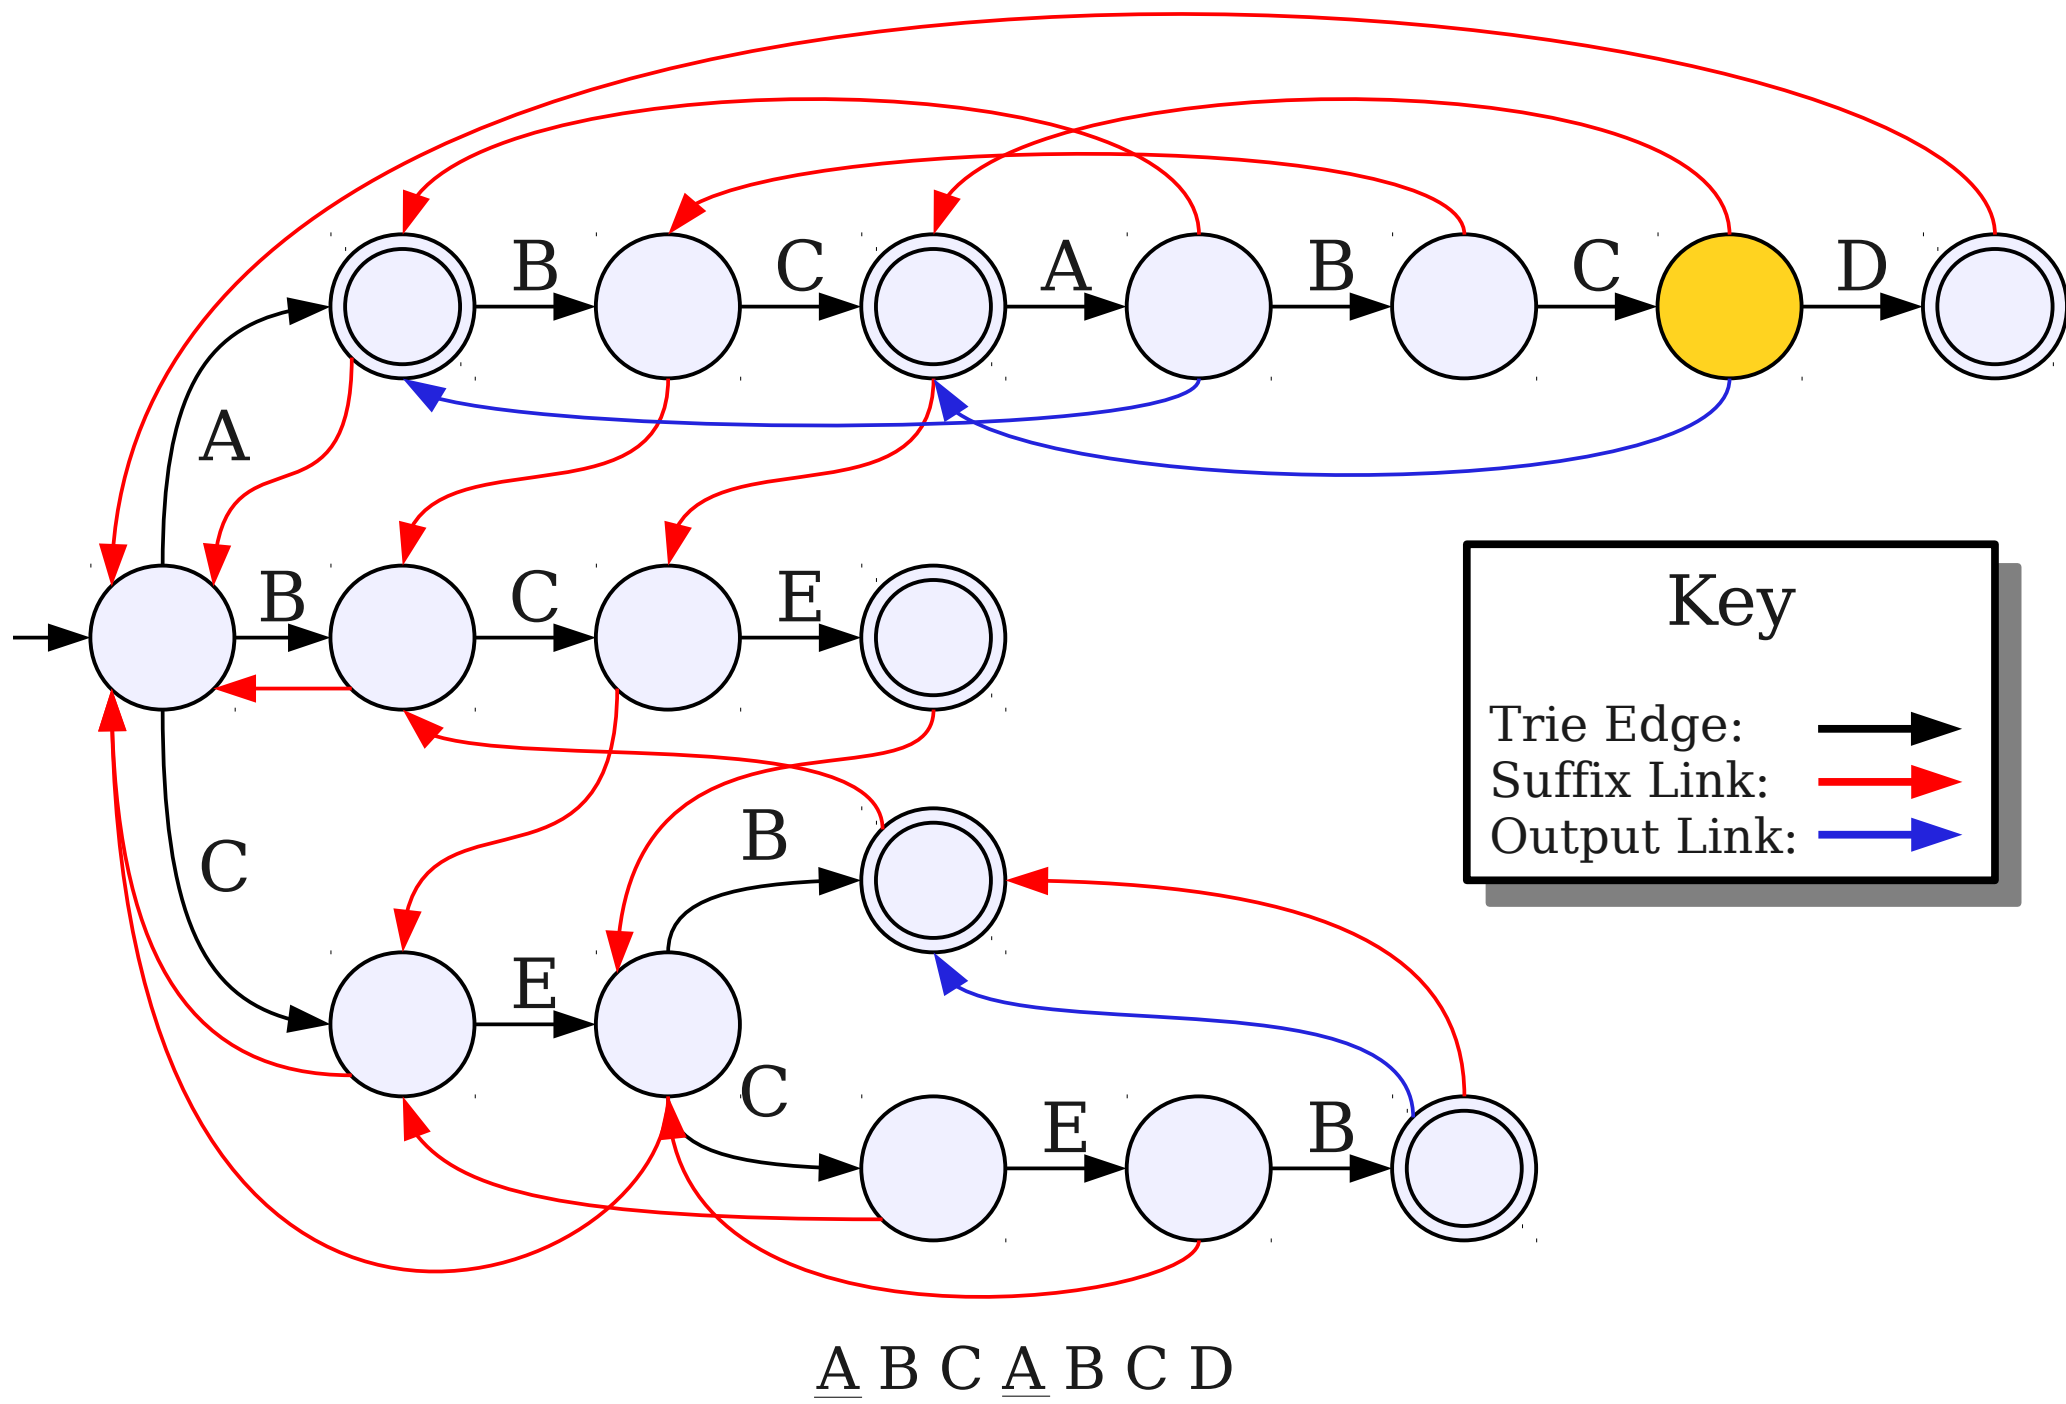 B C A B C D
A
B C E
Key
Trie Edge:
Suffix Link:
Output Link:
B
C
E
C
E B
A B C A B C D